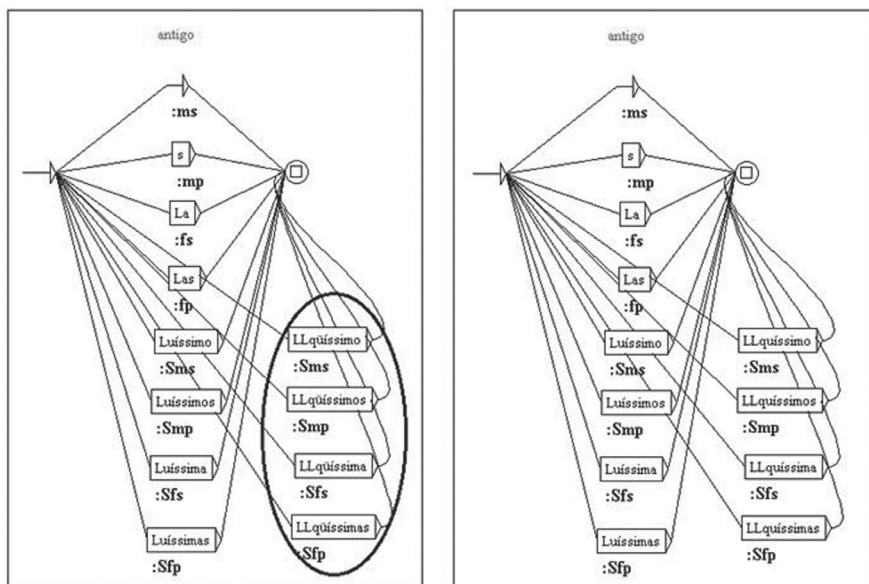 antigo
:ms
s
:mp
La
:fs
Las
:fp
Luíssimo
:Sms
Luíssimos
:Smp
Luíssima
:Sfs
Luíssimas
:Sfp
LLqüíssimo
:Sms
LLqüíssimos
:Smp
LLqüíssima
:Sfs
LLqüíssimas
:Sfp
antigo
:ms
s
:mp
La
:fs
Las
:fp
Luíssimo
:Sms
Luíssimos
:Smp
Luíssima
:Sfs
Luíssimas
:Sfp
LLquíssimo
:Sms
LLquíssimos
:Smp
LLquíssima
:Sfs
LLquíssimas
:Sfp